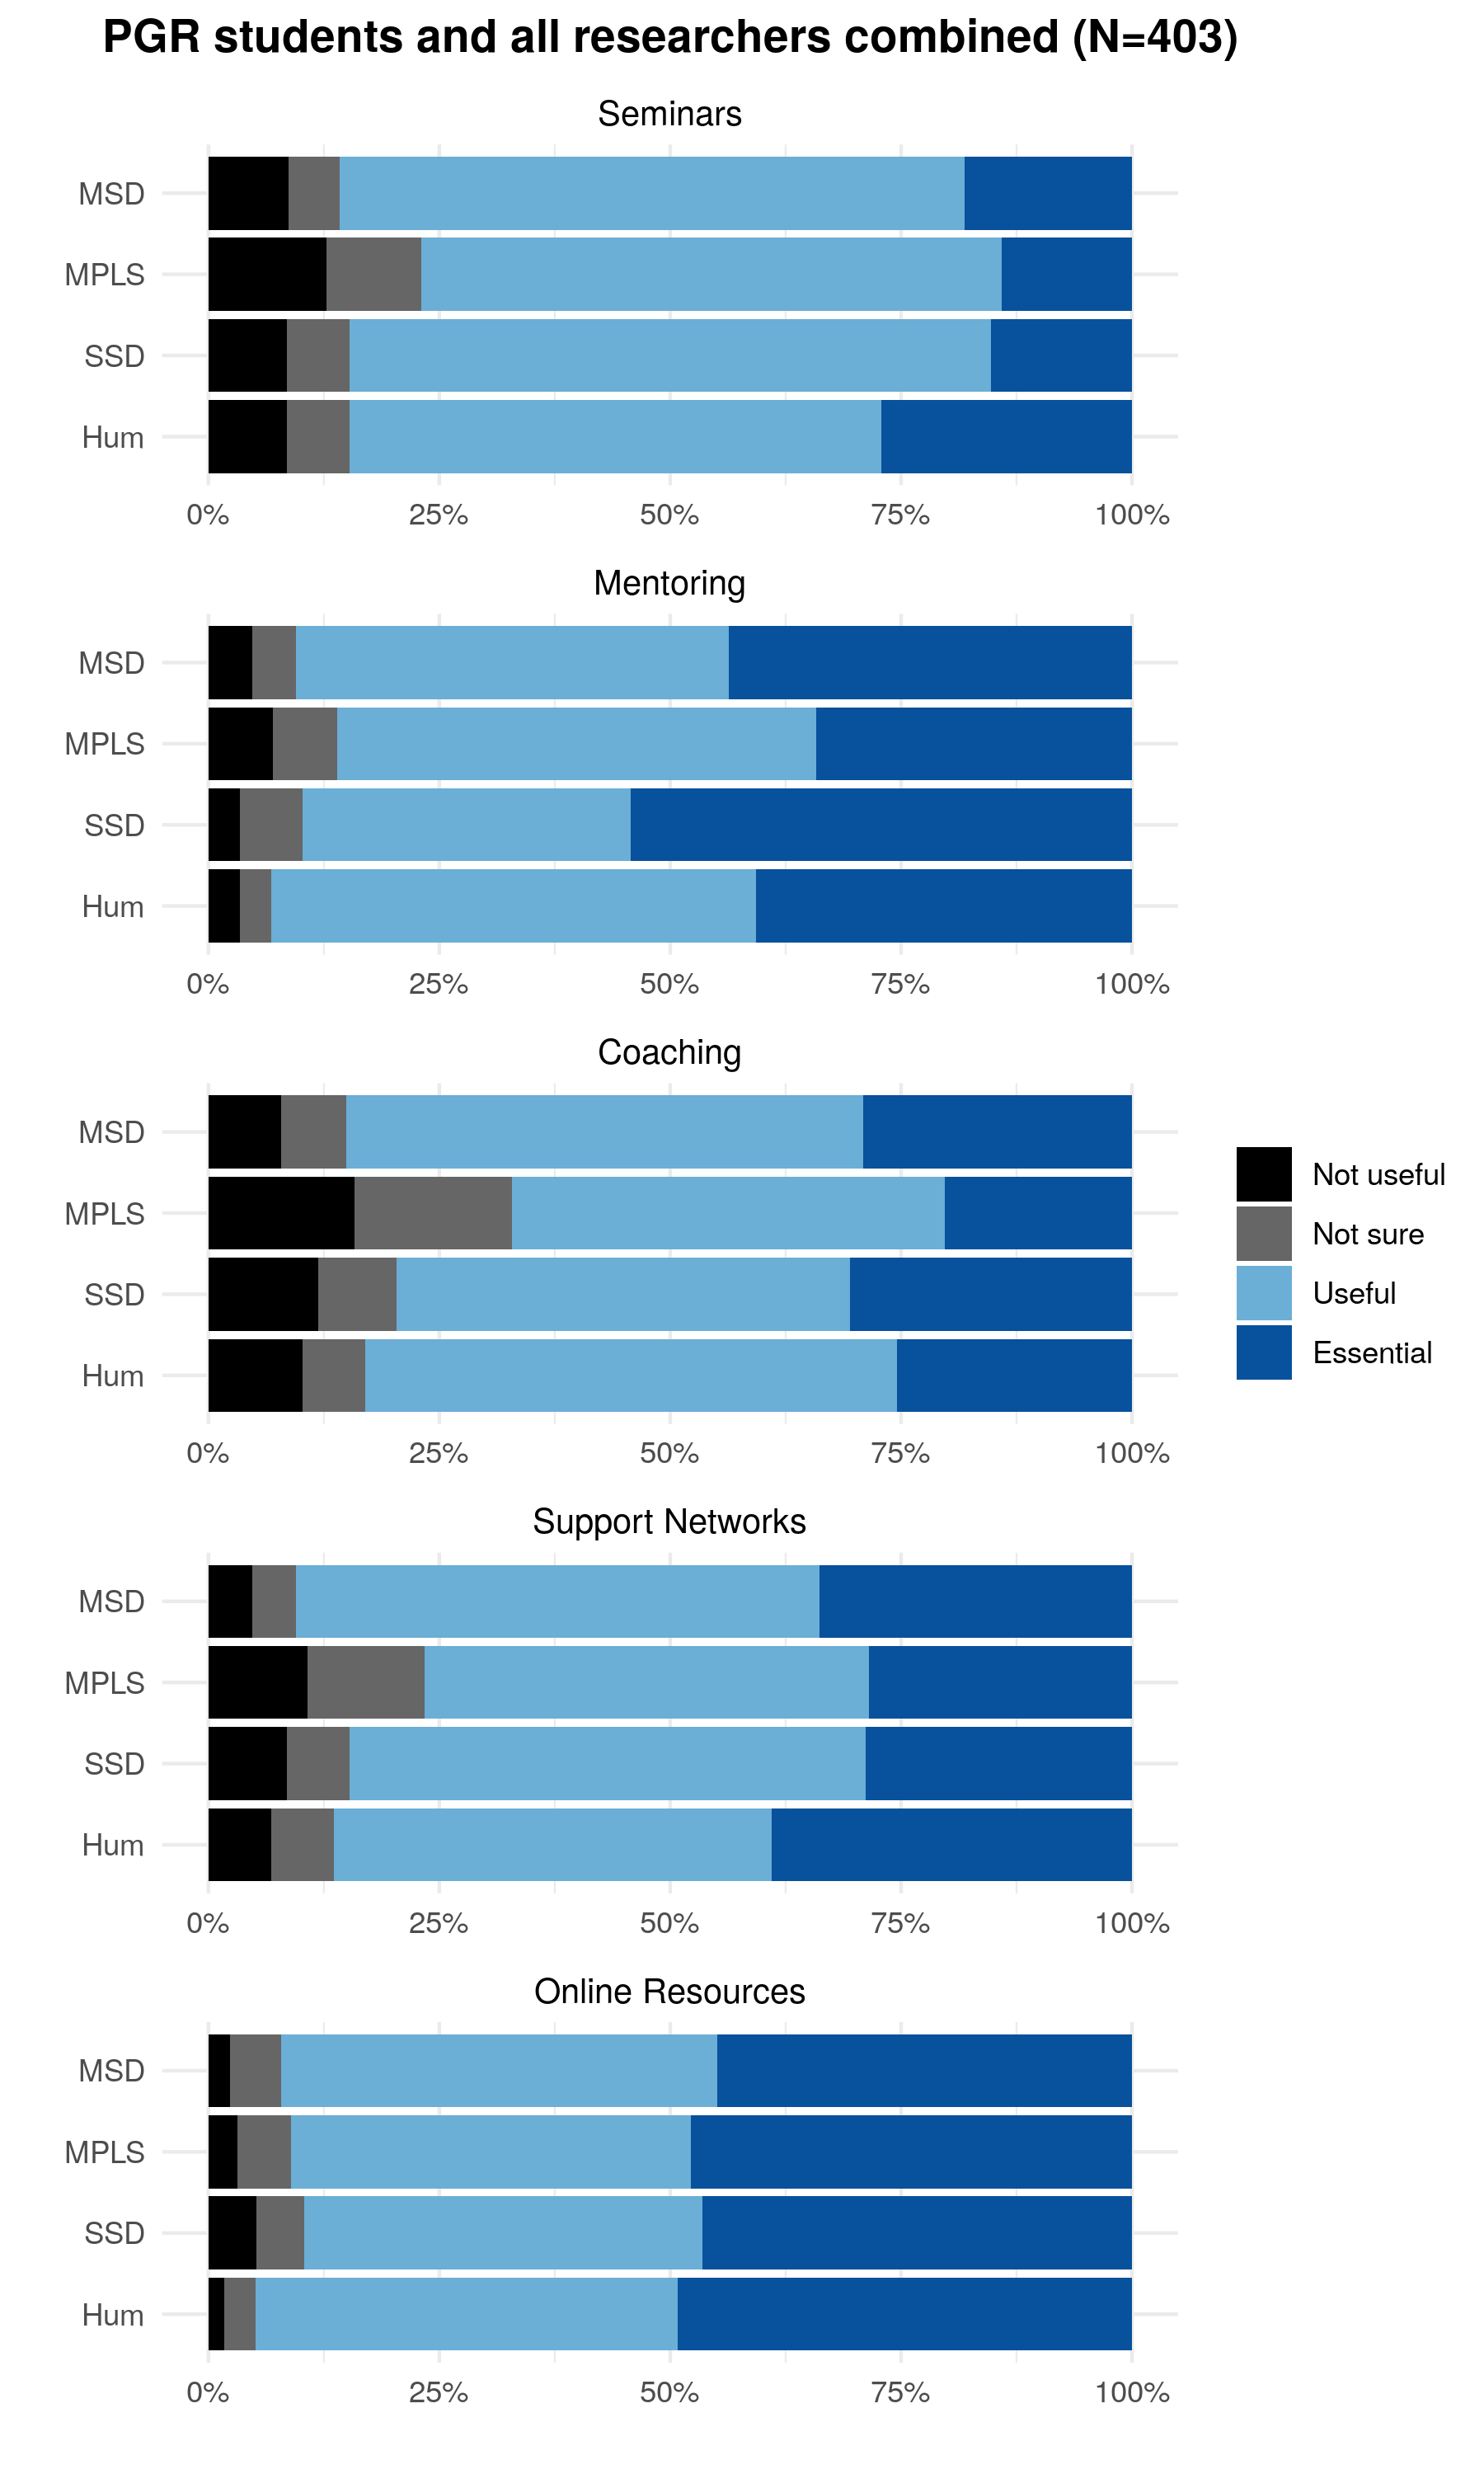 PGR students and all researchers combined (N=403)
Seminars
MSD
MPLS
SSD
Hum
0% 25% 50% 75% 100%
Mentoring
MSD
MPLS
SSD
Hum
0% 25% 50% 75% 100%
Coaching
MSD
MPLS
SSD
Hum
0% 25% 50% 75% 100%
Not useful
Not sure
Useful
Essential
Support Networks
MSD
MPLS
SSD
Hum
0% 25% 50% 75% 100%
Online Resources
MSD
MPLS
SSD
Hum
0% 25% 50% 75% 100%